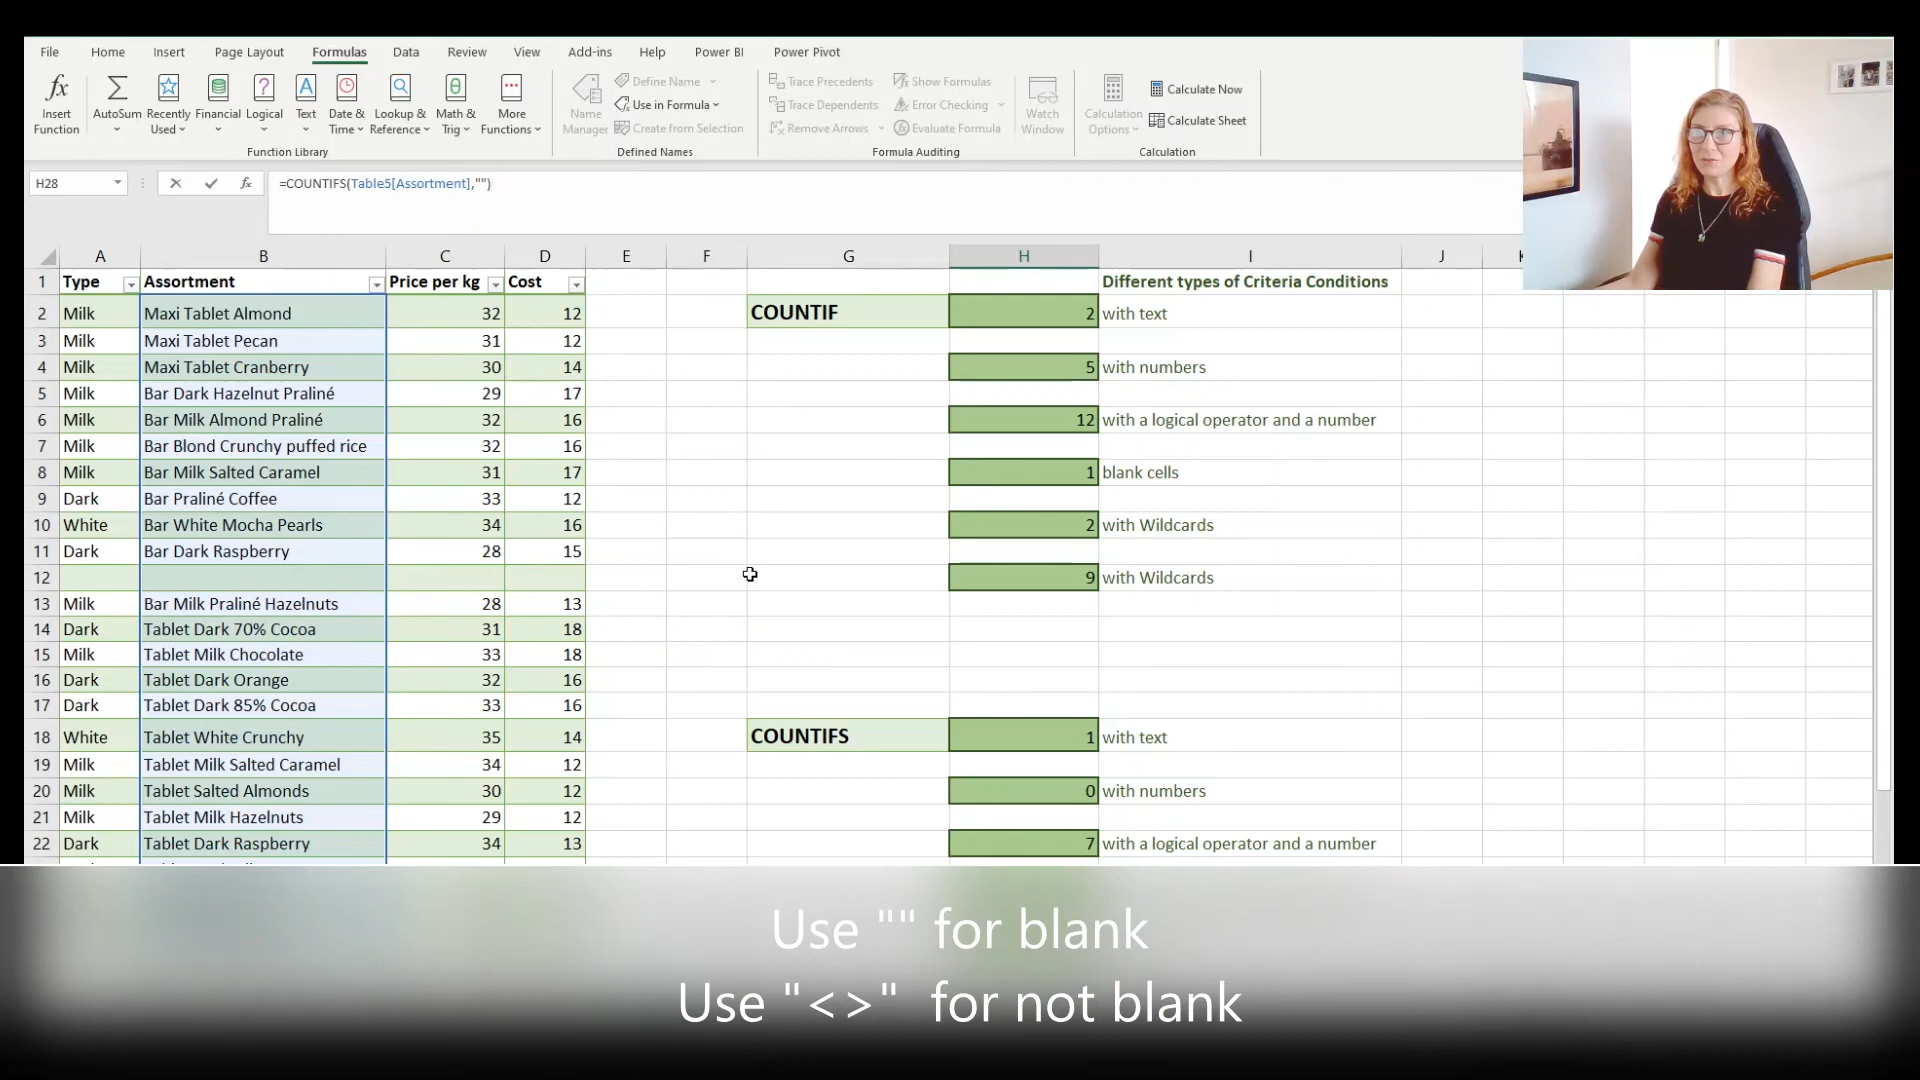 File Home Insert Page Layout Formulas Data Review View Add-ins Help Power BI Power Pivot
fx Insert Function
Σ AutoSum
Recently Used
Financial
Logical
Text
Date & Time
Lookup & Reference
Math & Trig
More Functions
Function Library
Name Manager
Define Name
Use in Formula
Create from Selection
Defined Names
Trace Precedents
Trace Dependents
Remove Arrows
Show Formulas
Error Checking
Evaluate Formula
Formula Auditing
Watch Window
Calculation Options
Calculate Now
Calculate Sheet
Calculation
H28 fx =COUNTIFS(Table5[Assortment],"")
A B C D E F G H I J
1 Type Assortment Price per kg Cost Different types of Criteria Conditions
2 Milk Maxi Tablet Almond 32 12 COUNTIF 2 with text
3 Milk Maxi Tablet Pecan 31 12
4 Milk Maxi Tablet Cranberry 30 14 5 with numbers
5 Milk Bar Dark Hazelnut Praliné 29 17
6 Milk Bar Milk Almond Praliné 32 16 12 with a logical operator and a number
7 Milk Bar Blond Crunchy puffed rice 32 16
8 Milk Bar Milk Salted Caramel 31 17 1 blank cells
9 Dark Bar Praliné Coffee 33 12
10 White Bar White Mocha Pearls 34 16 2 with Wildcards
11 Dark Bar Dark Raspberry 28 15
12 9 with Wildcards
13 Milk Bar Milk Praliné Hazelnuts 28 13
14 Dark Tablet Dark 70% Cocoa 31 18
15 Milk Tablet Milk Chocolate 33 18
16 Dark Tablet Dark Orange 32 16
17 Dark Tablet Dark 85% Cocoa 33 16
18 White Tablet White Crunchy 35 14 COUNTIFS 1 with text
19 Milk Tablet Milk Salted Caramel 34 12
20 Milk Tablet Salted Almonds 30 12 0 with numbers
21 Milk Tablet Milk Hazelnuts 29 12
22 Dark Tablet Dark Raspberry 34 13 7 with a logical operator and a number
Use "" for blank
Use "<>" for not blank